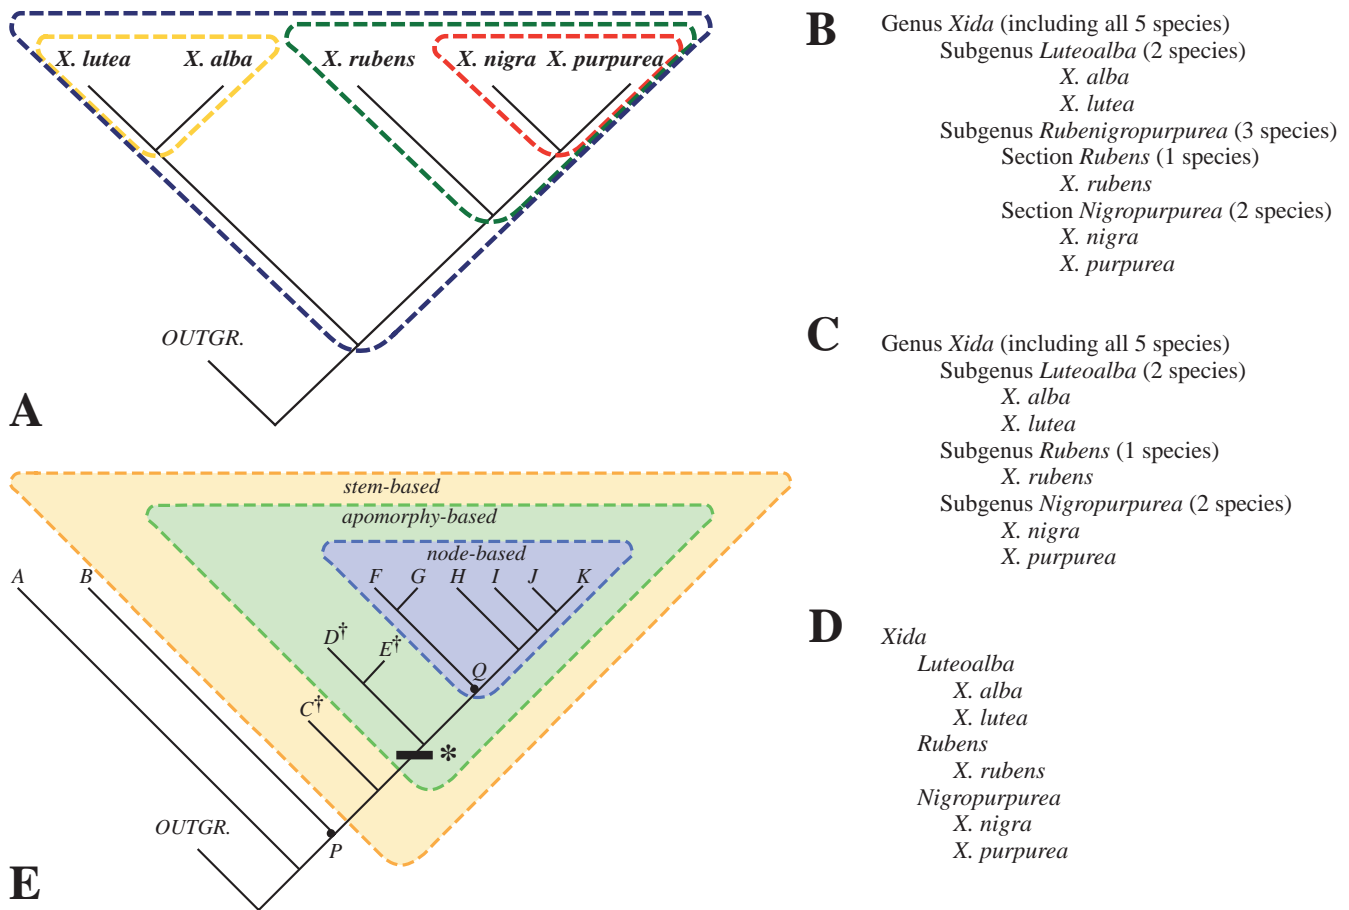 X. lutea
X. alba
X. rubens
X. nigra
X. purpurea
OUTGR.
A
B
Genus Xida (including all 5 species)
Subgenus Luteoalba (2 species)
X. alba
X. lutea
Subgenus Rubenigropurpurea (3 species)
Section Rubens (1 species)
X. rubens
Section Nigropurpurea (2 species)
X. nigra
X. purpurea
C
Genus Xida (including all 5 species)
Subgenus Luteoalba (2 species)
X. alba
X. lutea
Subgenus Rubens (1 species)
X. rubens
Subgenus Nigropurpurea (2 species)
X. nigra
X. purpurea
D
Xida
Luteoalba
X. alba
X. lutea
Rubens
X. rubens
Nigropurpurea
X. nigra
X. purpurea
stem-based
apomorphy-based
node-based
A
B
F
G
H
I
J
K
D†
E†
C†
Q
*
P
OUTGR.
E